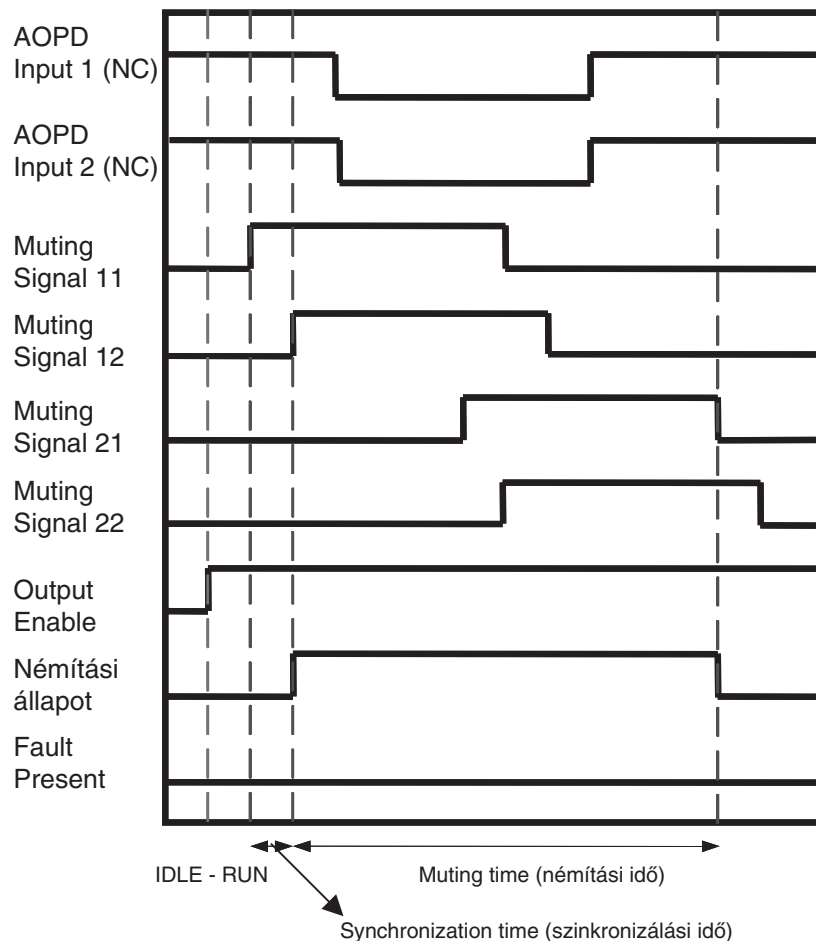 AOPD
Input 1 (NC)
AOPD
Input 2 (NC)
Muting
Signal 11
Muting
Signal 12
Muting
Signal 21
Muting
Signal 22
Output
Enable
Némítási
állapot
Fault
Present
IDLE - RUN
Muting time (némítási idő)
Synchronization time (szinkronizálási idő)